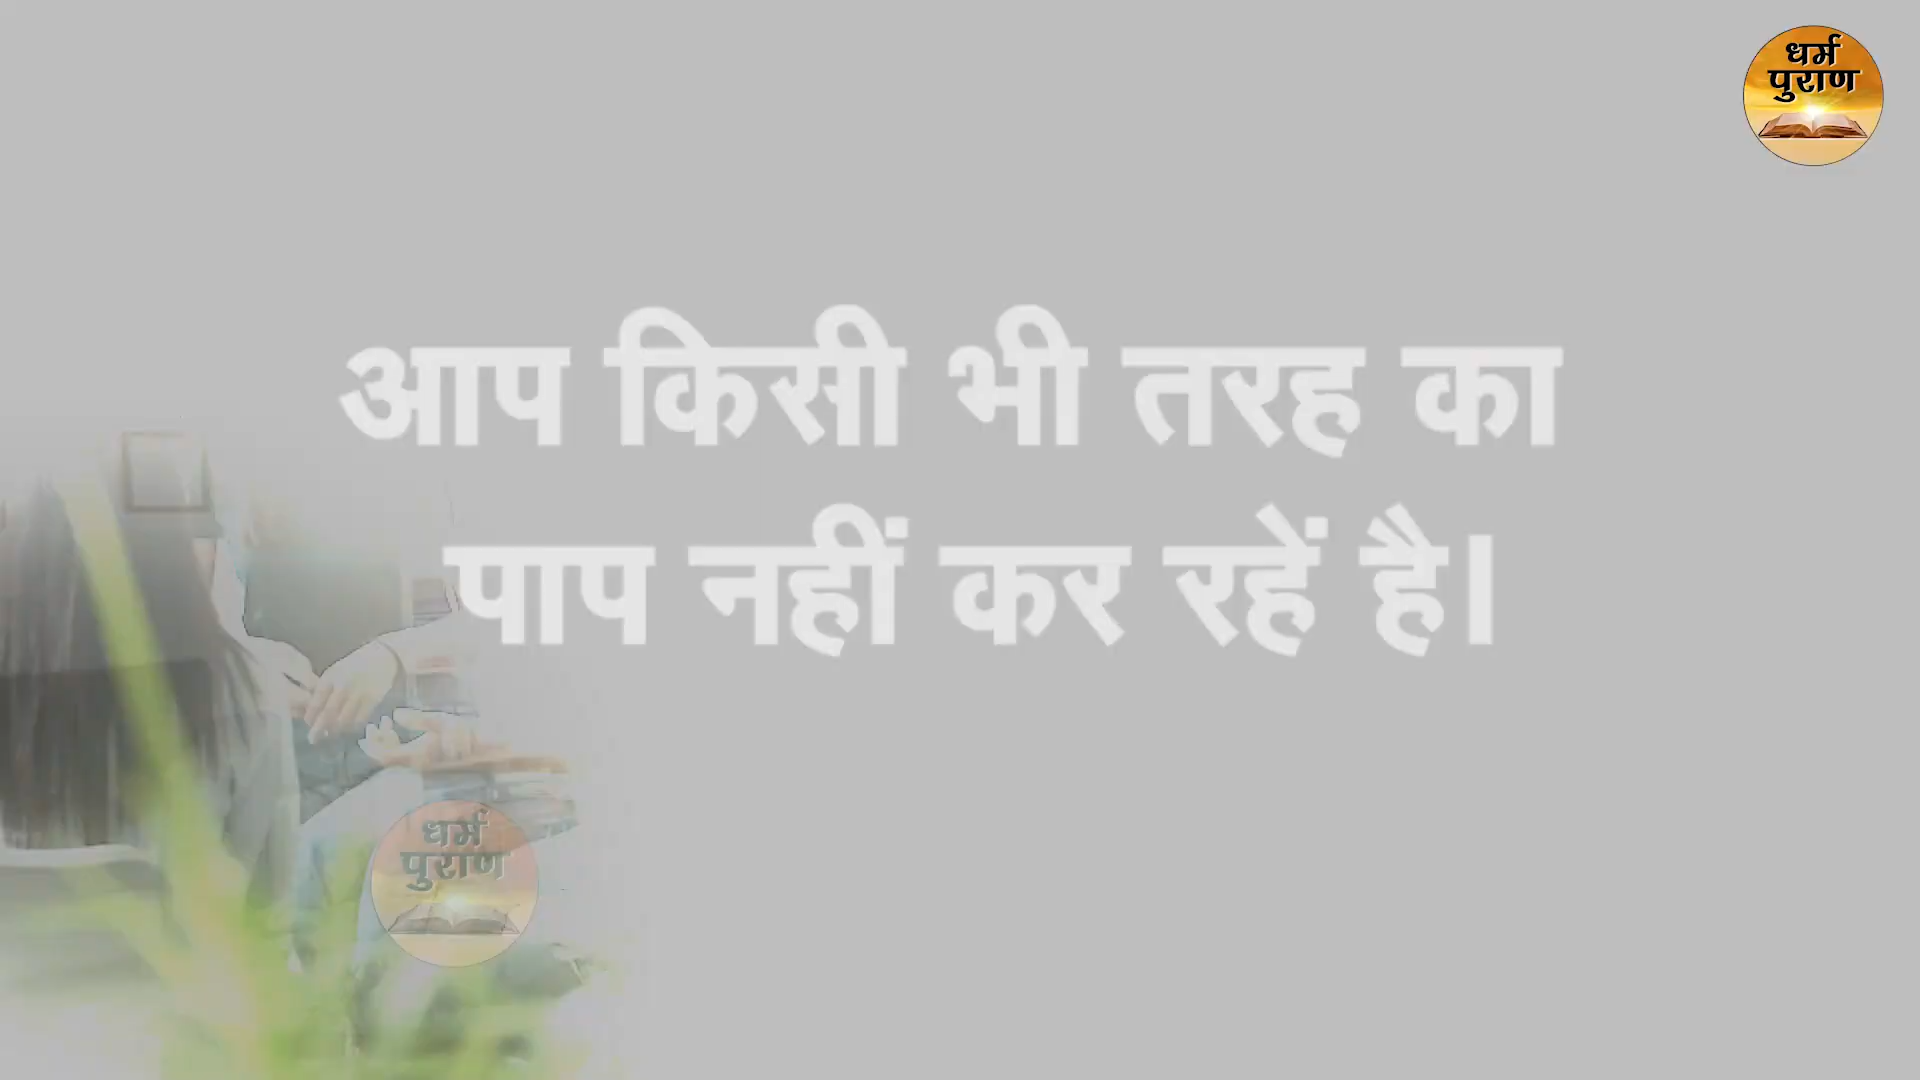 धर्म
पुराण
आप किसी भी तरह का
पाप नहीं कर रहें है।
धर्म
पुराण